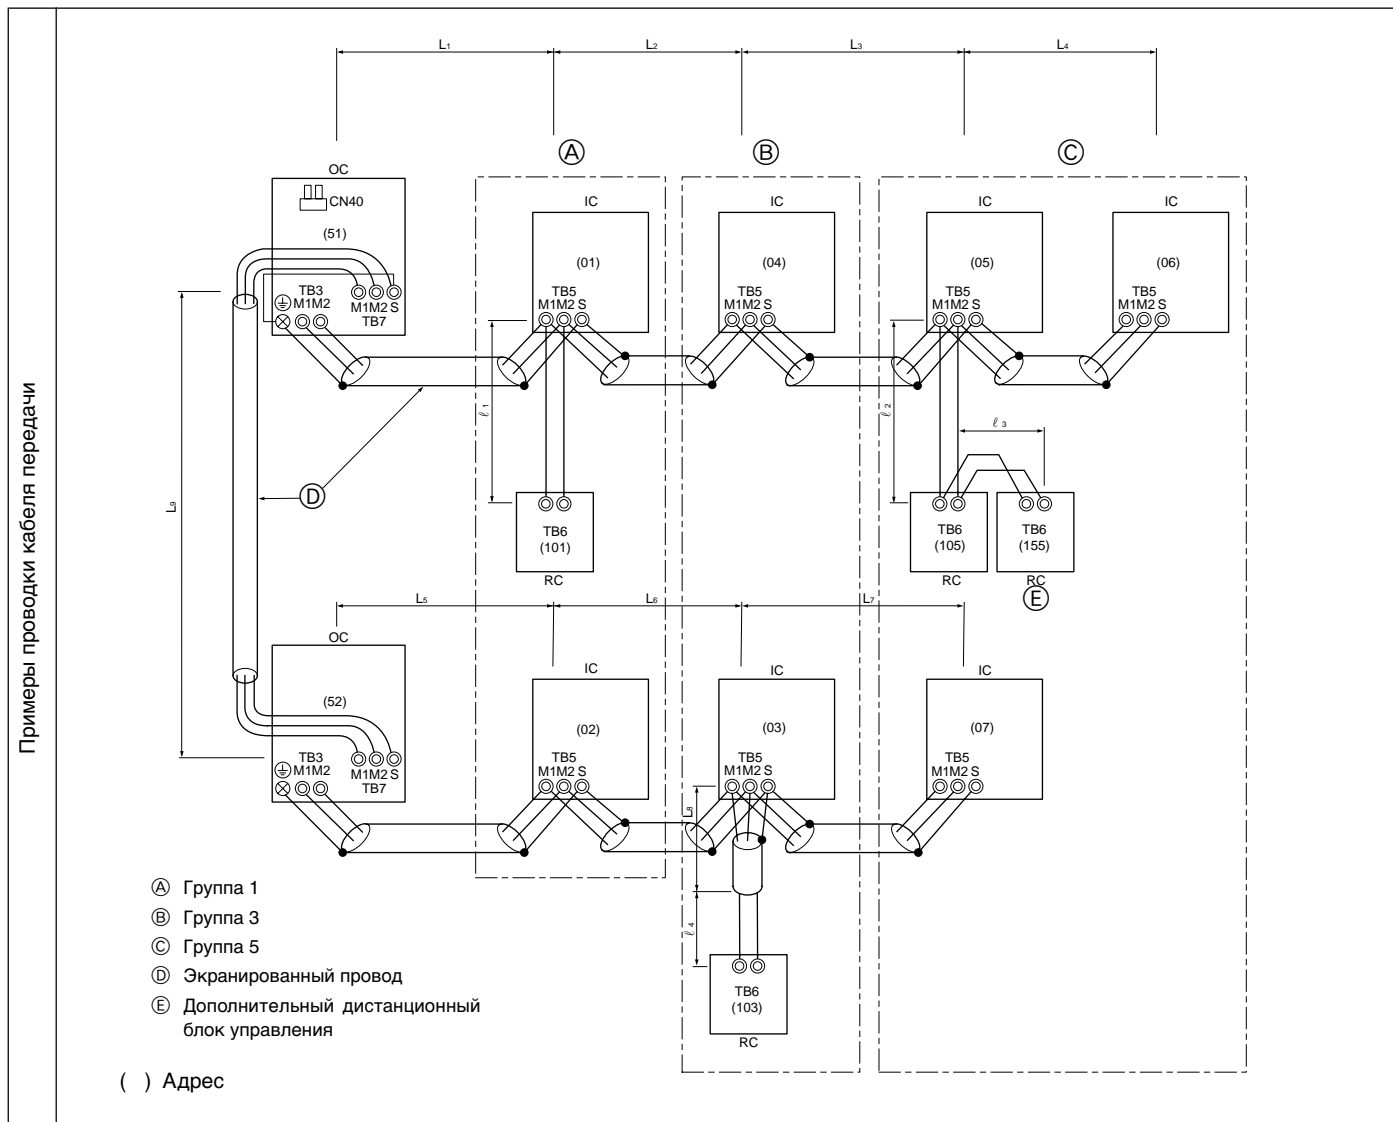 Примеры проводки кабеля передачи
L1 L2 L3 L4
A B C
OC
CN40
(51)
TB3
M1M2
M1M2 S
TB7
IC
(01)
TB5
M1M2 S
IC
(04)
TB5
M1M2 S
IC
(05)
TB5
M1M2 S
IC
(06)
TB5
M1M2 S
ℓ 1
ℓ 2
ℓ 3
L9
D
TB6
(101)
RC
TB6
(105)
RC
TB6
(155)
RC
E
L5 L6 L7
OC
(52)
TB3
M1M2
M1M2 S
TB7
IC
(02)
TB5
M1M2 S
IC
(03)
TB5
M1M2 S
IC
(07)
TB5
M1M2 S
L8
ℓ 4
TB6
(103)
RC
Ⓐ Группа 1
Ⓑ Группа 3
Ⓒ Группа 5
Ⓓ Экранированный провод
Ⓔ Дополнительный дистанционный
блок управления
( ) Адрес